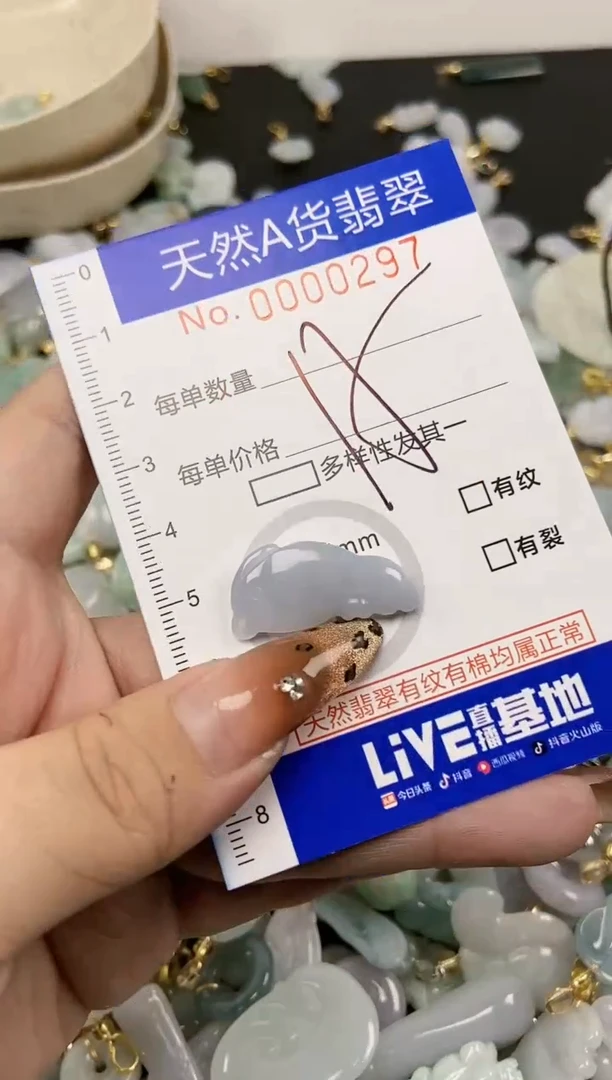 天然A货翡翠
No. 0000297
0
1
每单数量
2
每单价格
3
多样性发其一
4
有纹
mm
有裂
5
天然翡翠有纹有棉均属正常
LiVE直播基地
今日头条 抖音 西瓜视频 抖音火山版
8